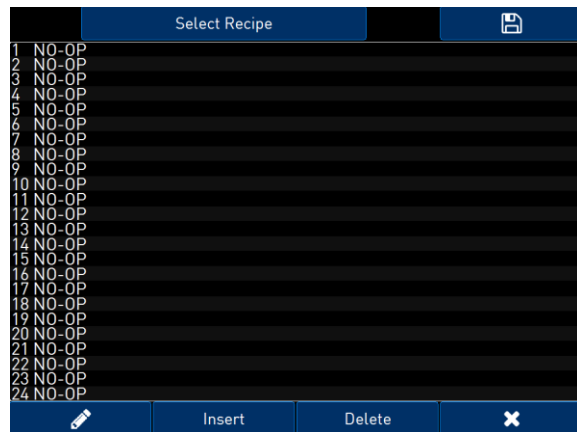 Select Recipe
1 NO-OP
2 NO-OP
3 NO-OP
4 NO-OP
5 NO-OP
6 NO-OP
7 NO-OP
8 NO-OP
9 NO-OP
10 NO-OP
11 NO-OP
12 NO-OP
13 NO-OP
14 NO-OP
15 NO-OP
16 NO-OP
17 NO-OP
18 NO-OP
19 NO-OP
20 NO-OP
21 NO-OP
22 NO-OP
23 NO-OP
24 NO-OP
Insert Delete